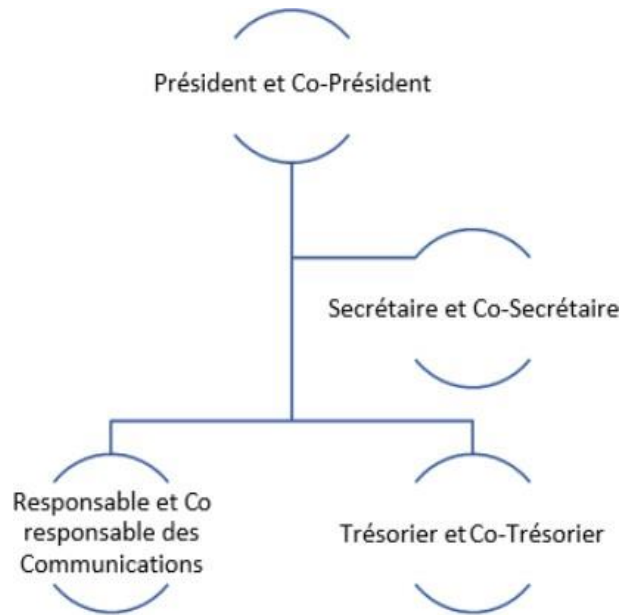 Président et Co-Président
Secrétaire et Co-Secrétaire
Responsable et Co
responsable des
Communications
Trésorier et Co-Trésorier